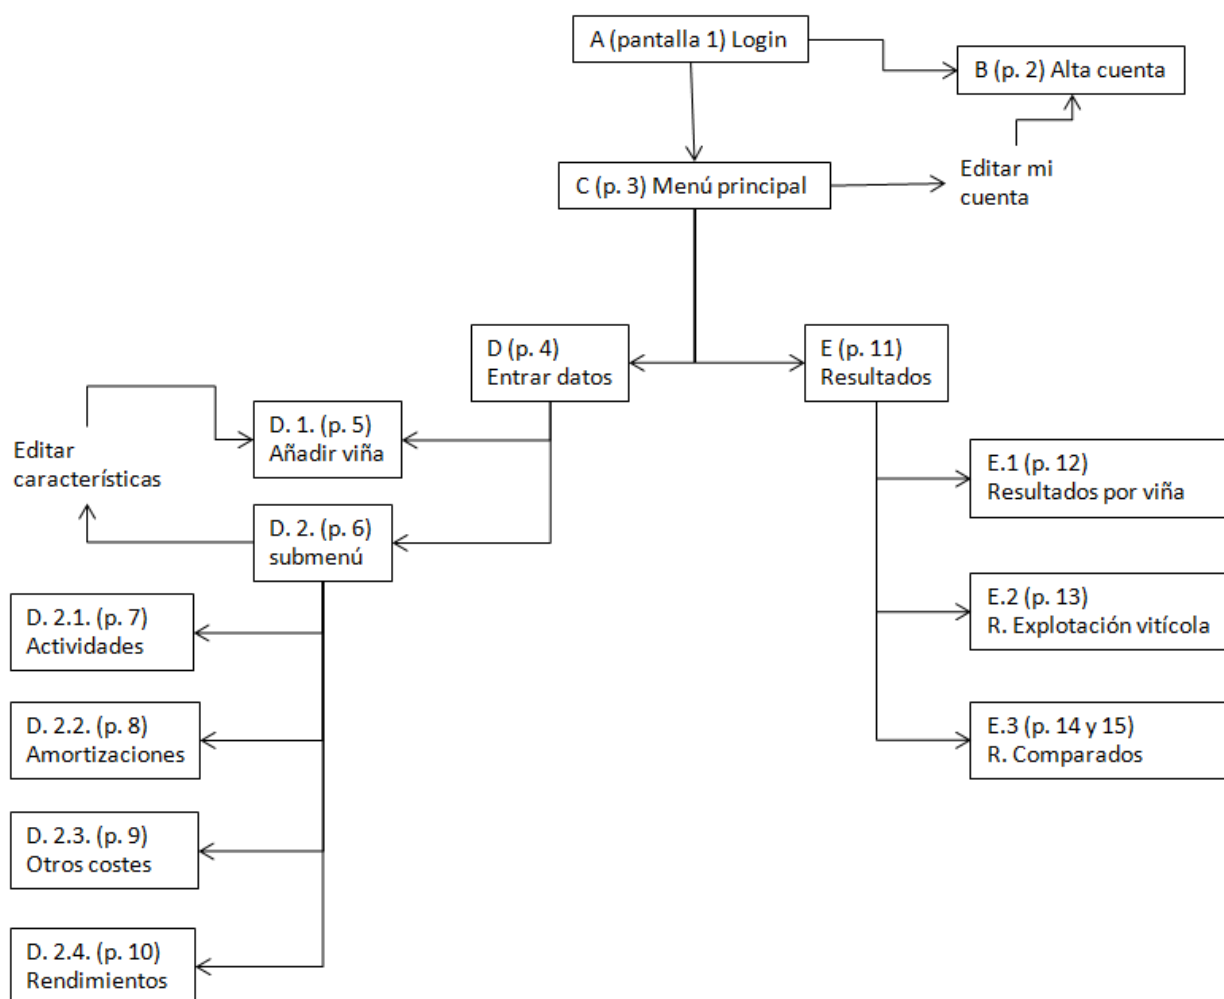 A (pantalla 1) Login
B (p. 2) Alta cuenta
C (p. 3) Menú principal
Editar mi
cuenta
D (p. 4)
Entrar datos
E (p. 11)
Resultados
D. 1. (p. 5)
Añadir viña
Editar
características
E.1 (p. 12)
Resultados por viña
D. 2. (p. 6)
submenú
D. 2.1. (p. 7)
Actividades
E.2 (p. 13)
R. Explotación vitícola
D. 2.2. (p. 8)
Amortizaciones
E.3 (p. 14 y 15)
R. Comparados
D. 2.3. (p. 9)
Otros costes
D. 2.4. (p. 10)
Rendimientos